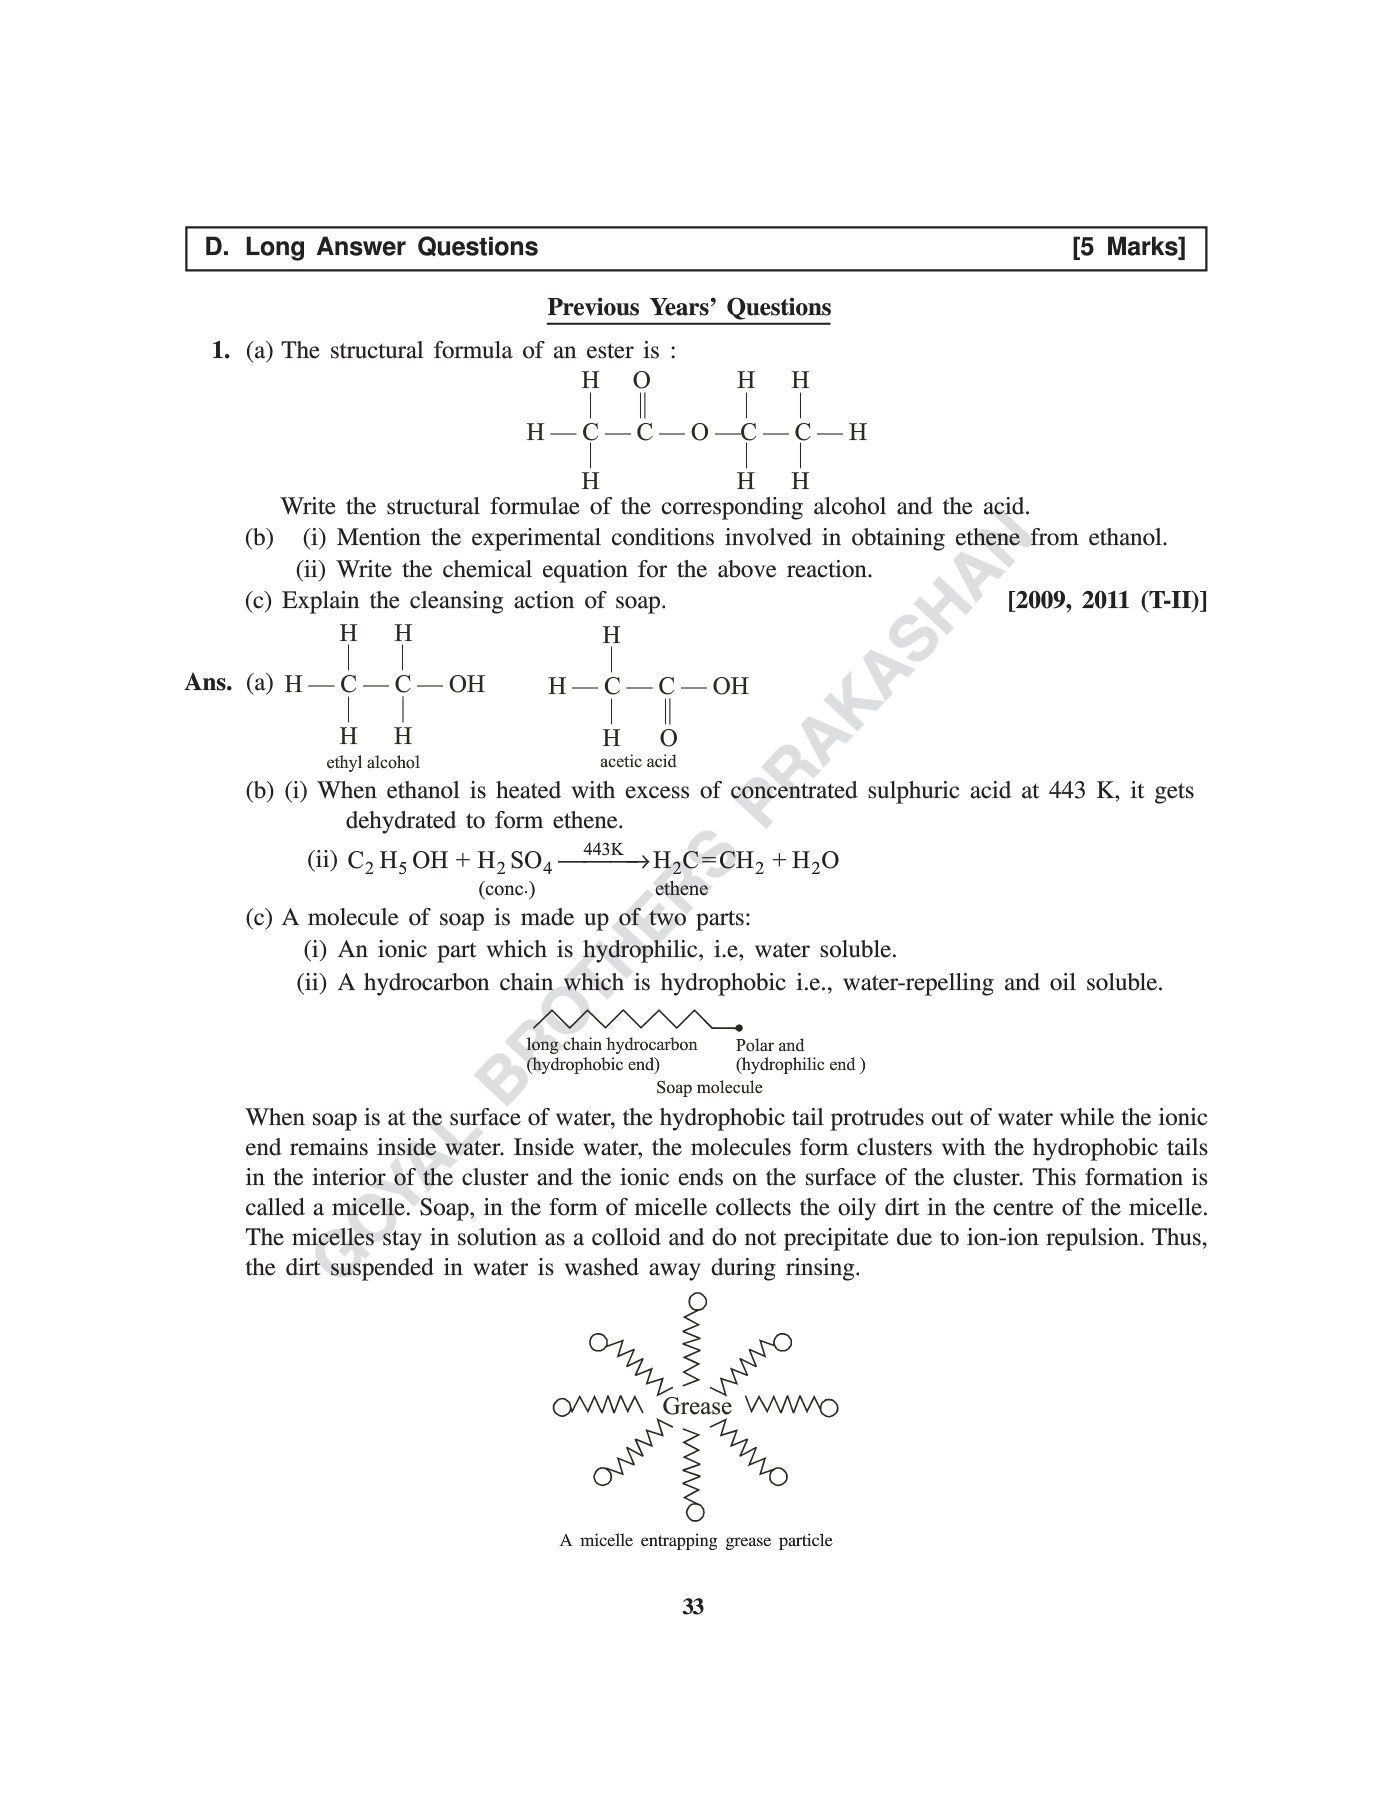 D. Long Answer Questions [5 Marks]
Previous Years’ Questions
1. (a) The structural formula of an ester is :
H O H H
H — C — C — O — C — C — H
H H H
Write the structural formulae of the corresponding alcohol and the acid.
(b) (i) Mention the experimental conditions involved in obtaining ethene from ethanol.
(ii) Write the chemical equation for the above reaction.
(c) Explain the cleansing action of soap. [2009, 2011 (T-II)]
H H H
Ans. (a) H — C — C — OH H — C — C — OH
H H H O
ethyl alcohol acetic acid
(b) (i) When ethanol is heated with excess of concentrated sulphuric acid at 443 K, it gets
dehydrated to form ethene.
(ii) C₂ H₅ OH + H₂ SO₄ —443K→ H₂C=CH₂ + H₂O
(conc.) ethene
(c) A molecule of soap is made up of two parts:
(i) An ionic part which is hydrophilic, i.e, water soluble.
(ii) A hydrocarbon chain which is hydrophobic i.e., water-repelling and oil soluble.
long chain hydrocarbon Polar and
(hydrophobic end) (hydrophilic end )
Soap molecule
When soap is at the surface of water, the hydrophobic tail protrudes out of water while the ionic
end remains inside water. Inside water, the molecules form clusters with the hydrophobic tails
in the interior of the cluster and the ionic ends on the surface of the cluster. This formation is
called a micelle. Soap, in the form of micelle collects the oily dirt in the centre of the micelle.
The micelles stay in solution as a colloid and do not precipitate due to ion-ion repulsion. Thus,
the dirt suspended in water is washed away during rinsing.
Grease
A micelle entrapping grease particle
33
GOYAL BROTHERS PRAKASHAN